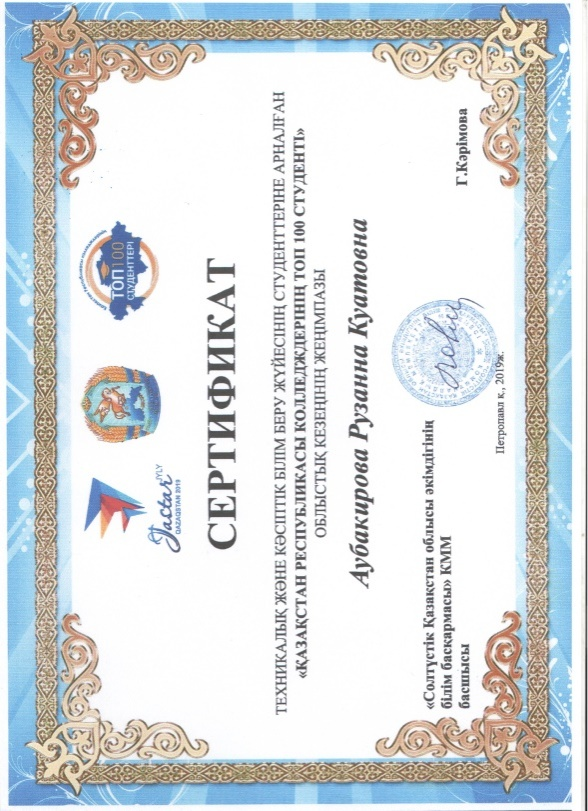 Jastar JYLY
QAZAQSTAN 2019
ТОП100
СТУДЕНТТЕРІ
СЕРТИФИКАТ
ТЕХНИКАЛЫҚ ЖӘНЕ КӘСІПТІК БІЛІМ БЕРУ ЖҮЙЕСІНІҢ СТУДЕНТТЕРІНЕ АРНАЛҒАН
«ҚАЗАҚСТАН РЕСПУБЛИКАСЫ КОЛЛЕДЖДЕРІНІҢ ТОП 100 СТУДЕНТІ»
ОБЛЫСТЫҚ КЕЗЕҢІНІҢ ЖЕҢІМПАЗЫ
Аубакирова Рузанна Куатовна
«Солтүстік Қазақстан облысы әкімдігінің
білім басқармасы» КММ
басшысы
Г.Кәрімова
Петропавл қ., 2019ж.